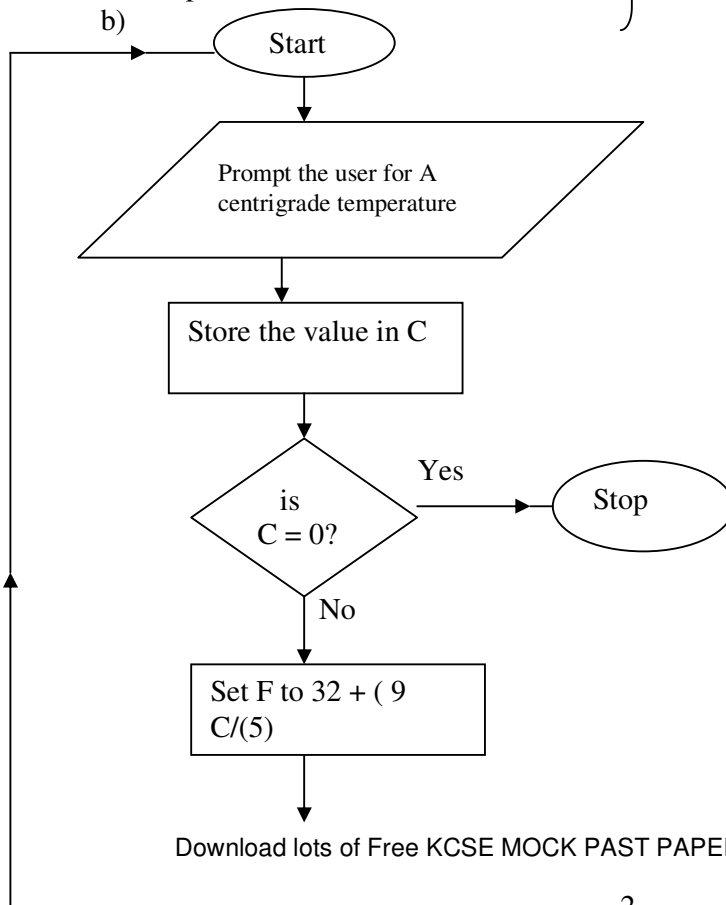 b)
Start
Prompt the user for A
centrigrade temperature
Store the value in C
is
C = 0?
Yes
Stop
No
Set F to 32 + ( 9
C/(5)
Download lots of Free KCSE MOCK PAST